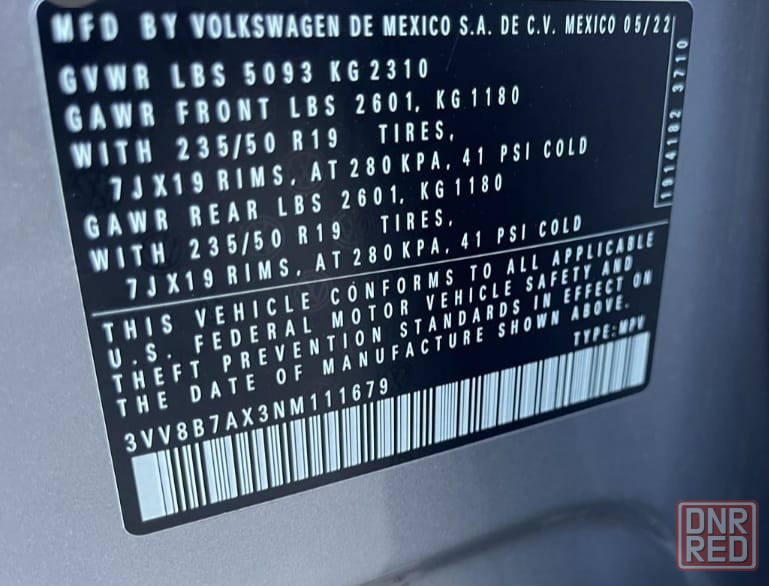 MFD BY VOLKSWAGEN DE MEXICO S.A. DE C.V. MEXICO 05/22
GVWR LBS 5093 KG 2310
GAWR FRONT LBS 2601, KG 1180
WITH 235/50 R19 TIRES,
7JX19 RIMS, AT 280 KPA, 41 PSI COLD
GAWR REAR LBS 2601, KG 1180
WITH 235/50 R19 TIRES,
7JX19 RIMS, AT 280 KPA, 41 PSI COLD
1914182 3710
THIS VEHICLE CONFORMS TO ALL APPLICABLE
U.S. FEDERAL MOTOR VEHICLE SAFETY AND
THEFT PREVENTION STANDARDS IN EFFECT ON
THE DATE OF MANUFACTURE SHOWN ABOVE.
TYPE:MPV
3VV8B7AX3NM111679
DNR
RED